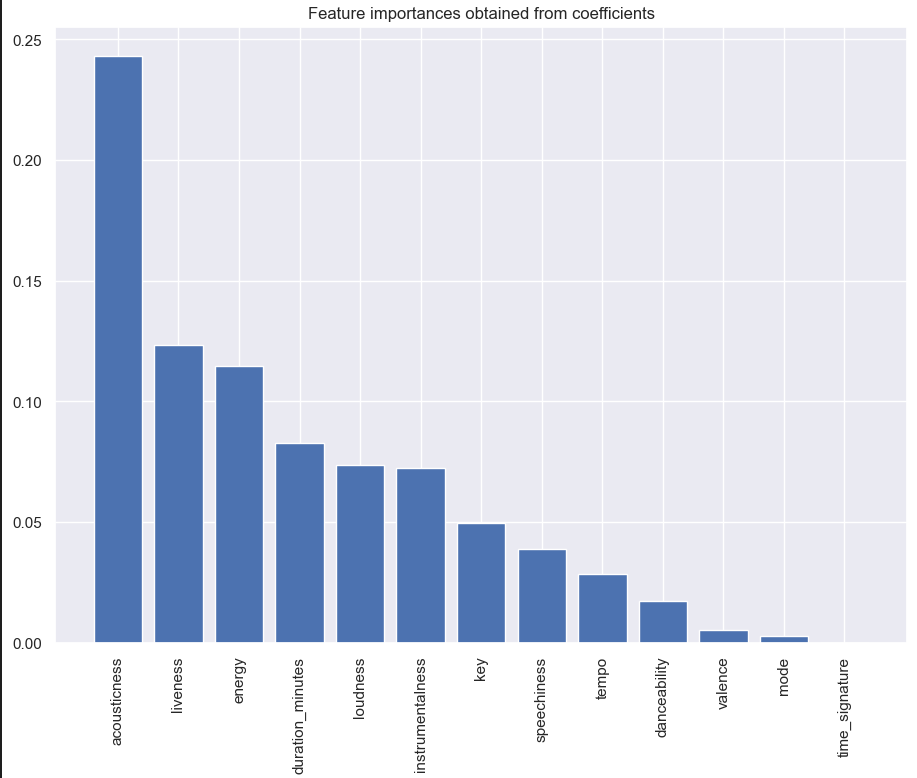 Feature importances obtained from coefficients
0.25
0.20
0.15
0.10
0.05
0.00
acousticness
liveness
energy
duration_minutes
loudness
instrumentalness
key
speechiness
tempo
danceability
valence
mode
time_signature